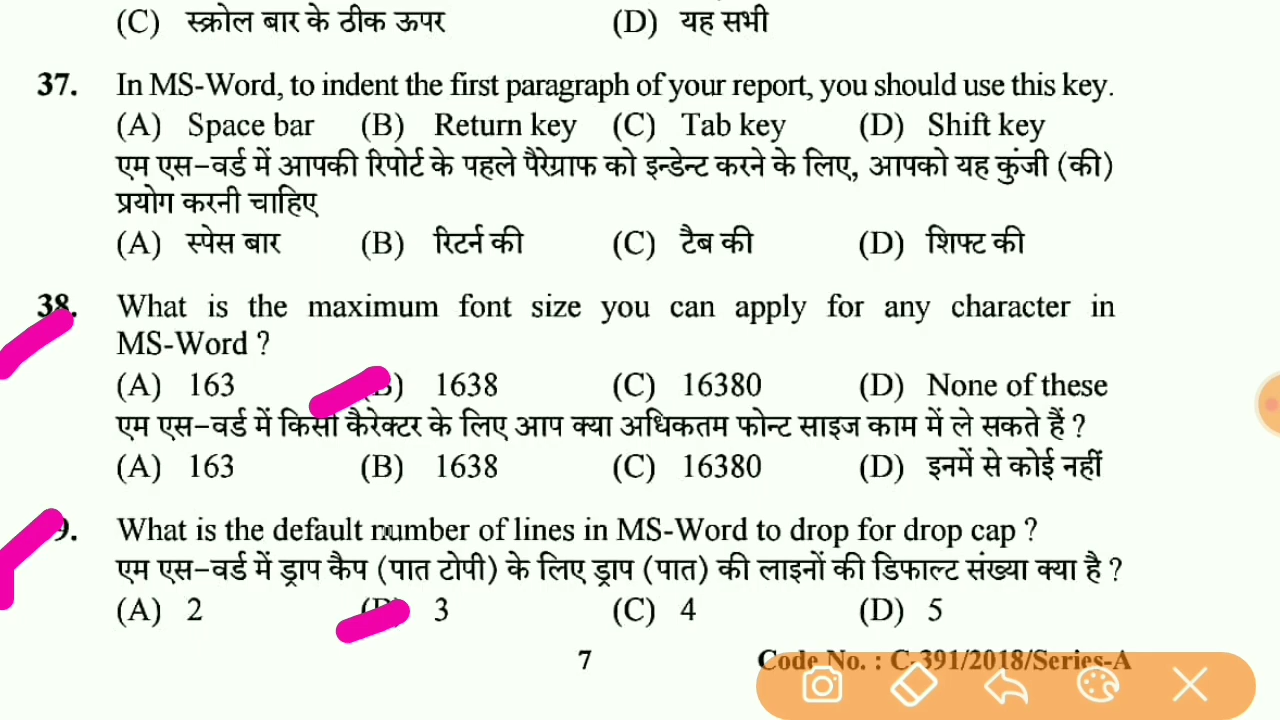 (C) स्क्रोल बार के ठीक ऊपर (D) यह सभी
37. In MS-Word, to indent the first paragraph of your report, you should use this key.
(A) Space bar (B) Return key (C) Tab key (D) Shift key
एम एस-वर्ड में आपकी रिपोर्ट के पहले पैरेग्राफ को इन्डेन्ट करने के लिए, आपको यह कुंजी (की)
प्रयोग करनी चाहिए
(A) स्पेस बार (B) रिटर्न की (C) टैब की (D) शिफ्ट की
38. What is the maximum font size you can apply for any character in
MS-Word ?
(A) 163 (B) 1638 (C) 16380 (D) None of these
एम एस-वर्ड में किसी कैरेक्टर के लिए आप क्या अधिकतम फोन्ट साइज काम में ले सकते हैं ?
(A) 163 (B) 1638 (C) 16380 (D) इनमें से कोई नहीं
9. What is the default number of lines in MS-Word to drop for drop cap ?
एम एस-वर्ड में ड्राप कैप (पात टोपी) के लिए ड्राप (पात) की लाइनों की डिफाल्ट संख्या क्या है ?
(A) 2 (B) 3 (C) 4 (D) 5
7 Code No. : C-391/2018/Series-A